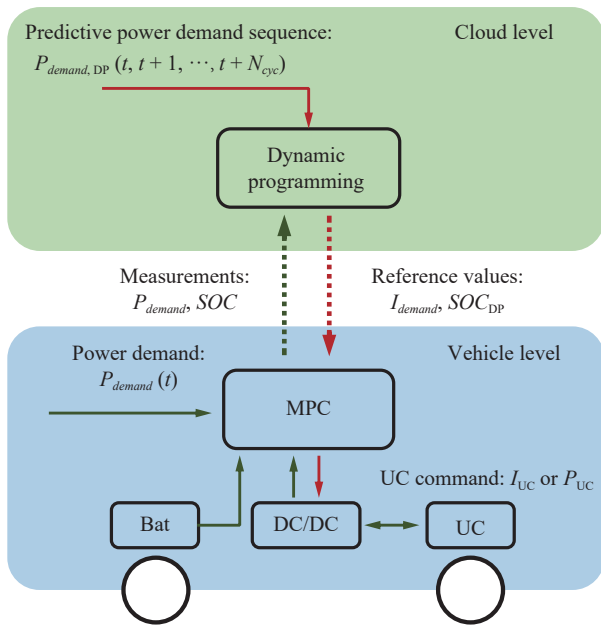 Predictive power demand sequence:
Cloud level
P_demand, DP (t, t + 1, ···, t + N_cyc)
Dynamic
programming
Measurements:
P_demand, SOC
Reference values:
I_demand, SOC_DP
Power demand:
P_demand (t)
Vehicle level
MPC
UC command: I_UC or P_UC
Bat
DC/DC
UC